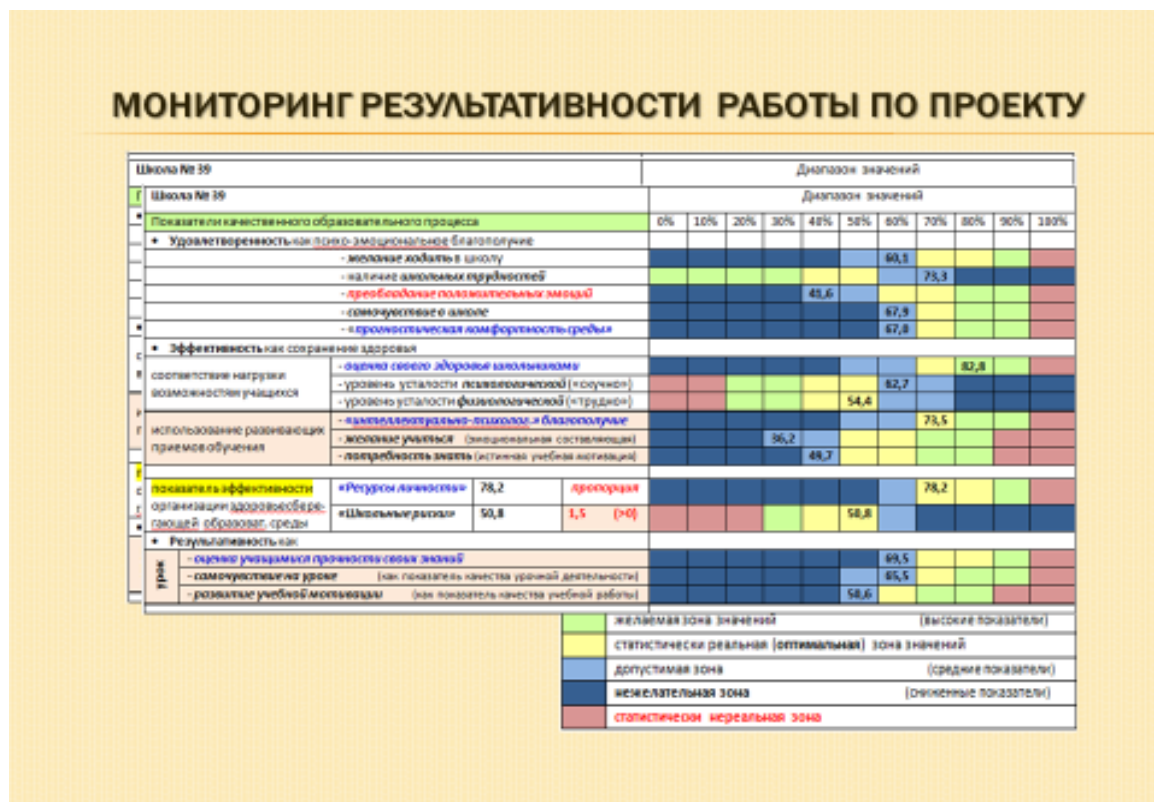 МОНИТОРИНГ РЕЗУЛЬТАТИВНОСТИ РАБОТЫ ПО ПРОЕКТУ
Школа № 39 Диапазон значений
Школа № 39 Диапазон значений
Показатели качественного образовательного процесса 0% 10% 20% 30% 40% 50% 60% 70% 80% 90% 100%
• Удовлетворенность как психо-эмоциональное благополучие
- желание ходить в школу 60,1
- наличие школьных трудностей 73,3
- преобладание положительных эмоций 41,6
- самочувствие в школе 67,9
- «прогностическая комфортность среды» 67,0
• Эффективность как сохранение здоровья
соответствие нагрузки возможностям учащихся
- оценка своего здоровья школьниками 82,8
- уровень усталости психологической («скучно») 62,7
- уровень усталости физиологической («трудно») 54,4
использование развивающих приемов обучения
- «интеллектуально-психолог.» благополучие 73,5
- желание учиться (эмоциональная составляющая) 36,2
- потребность знать (истинная учебная мотивация) 49,7
показатель эффективности
организации здоровьесбере-
гающей образоват. среды
«Ресурсы личности» 78,2 пропорция 78,2
«Школьные риски» 50,8 1,5 (>0) 50,8
• Результативность как
урок
- оценка учащимися прочности своих знаний 69,5
- самочувствие на уроке (как показатель качества урочной деятельности) 65,5
- развитие учебной мотивации (как показатель качества учебной работы) 50,6
желаемая зона значений (высокие показатели)
статистически реальная (оптимальная) зона значений
допустимая зона (средние показатели)
нежелательная зона (сниженные показатели)
статистически нереальная зона